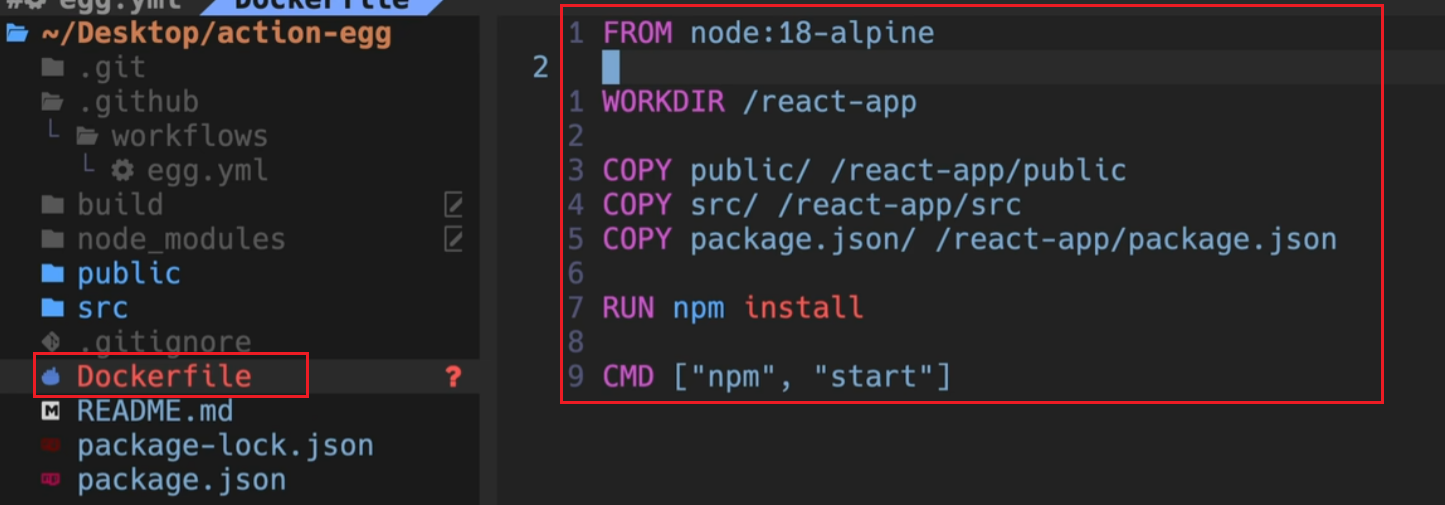 egg.yml
Dockerfile
~/Desktop/action-egg
.git
.github
workflows
egg.yml
build
node_modules
public
src
.gitignore
Dockerfile ?
README.md
package-lock.json
package.json
1 FROM node:18-alpine
2
1 WORKDIR /react-app
2
3 COPY public/ /react-app/public
4 COPY src/ /react-app/src
5 COPY package.json/ /react-app/package.json
6
7 RUN npm install
8
9 CMD ["npm", "start"]